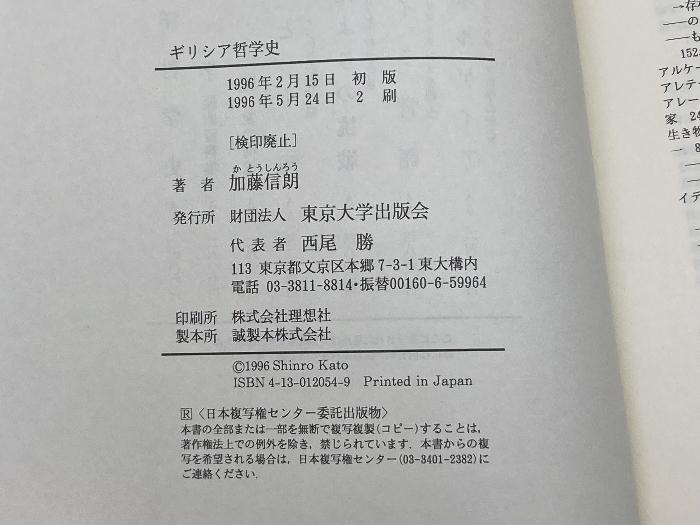 ギリシア哲学史
1996年2月15日 初 版
1996年5月24日 2 刷
[検印廃止]
か とうしんろう
著 者 加藤信朗
発行所 財団法人 東京大学出版会
代表者 西尾 勝
113 東京都文京区本郷7-3-1東大構内
電話 03-3811-8814・振替00160-6-59964
印刷所 株式会社理想社
製本所 誠製本株式会社
©1996 Shinro Kato
ISBN 4-13-012054-9 Printed in Japan
R〈日本複写権センター委託出版物〉
本書の全部または一部を無断で複写複製(コピー)することは,
著作権法上での例外を除き,禁じられています.本書からの複
写を希望される場合は,日本複写権センター(03-3401-2382)に
ご連絡ください.
→存
——の
——も
152
アルケー
アレテ
アレー
家 24
生き物
— 8
イデ